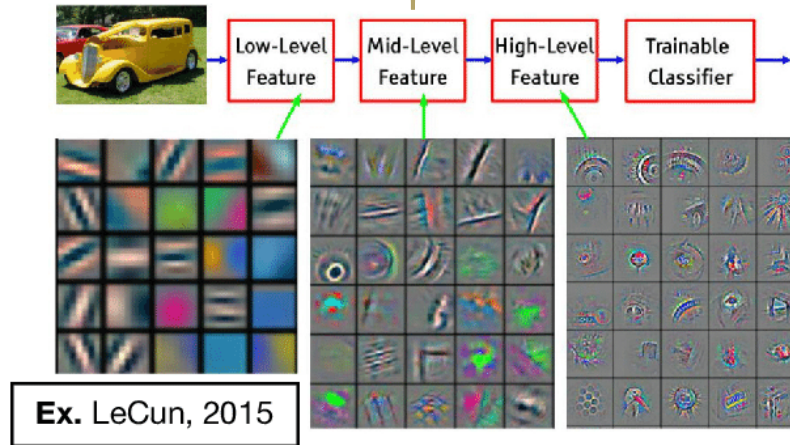 Low-Level
Feature
Mid-Level
Feature
High-Level
Feature
Trainable
Classifier
Ex. LeCun, 2015